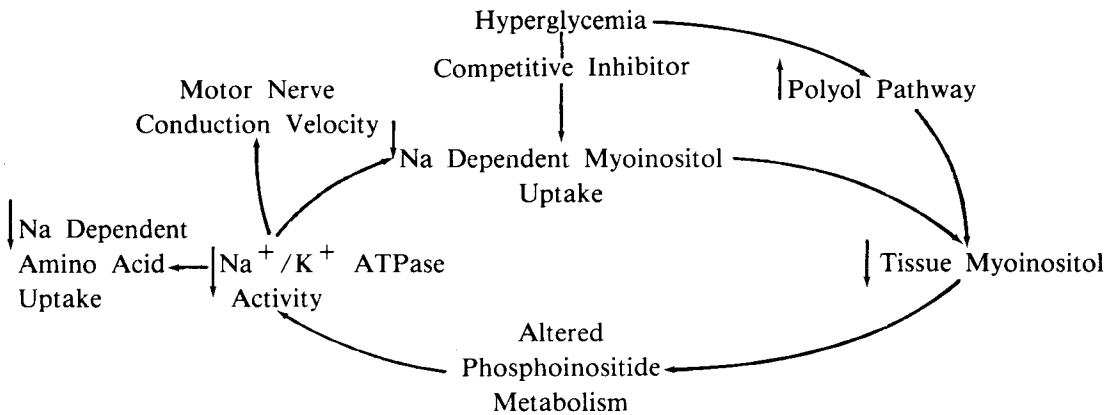 Hyperglycemia
Competitive Inhibitor
↑Polyol Pathway
Motor Nerve
Conduction Velocity
↓Na Dependent Myoinositol
Uptake
↓Na Dependent
Amino Acid
Uptake
↓Na⁺/K⁺ ATPase
Activity
↓Tissue Myoinositol
Altered
Phosphoinositide
Metabolism